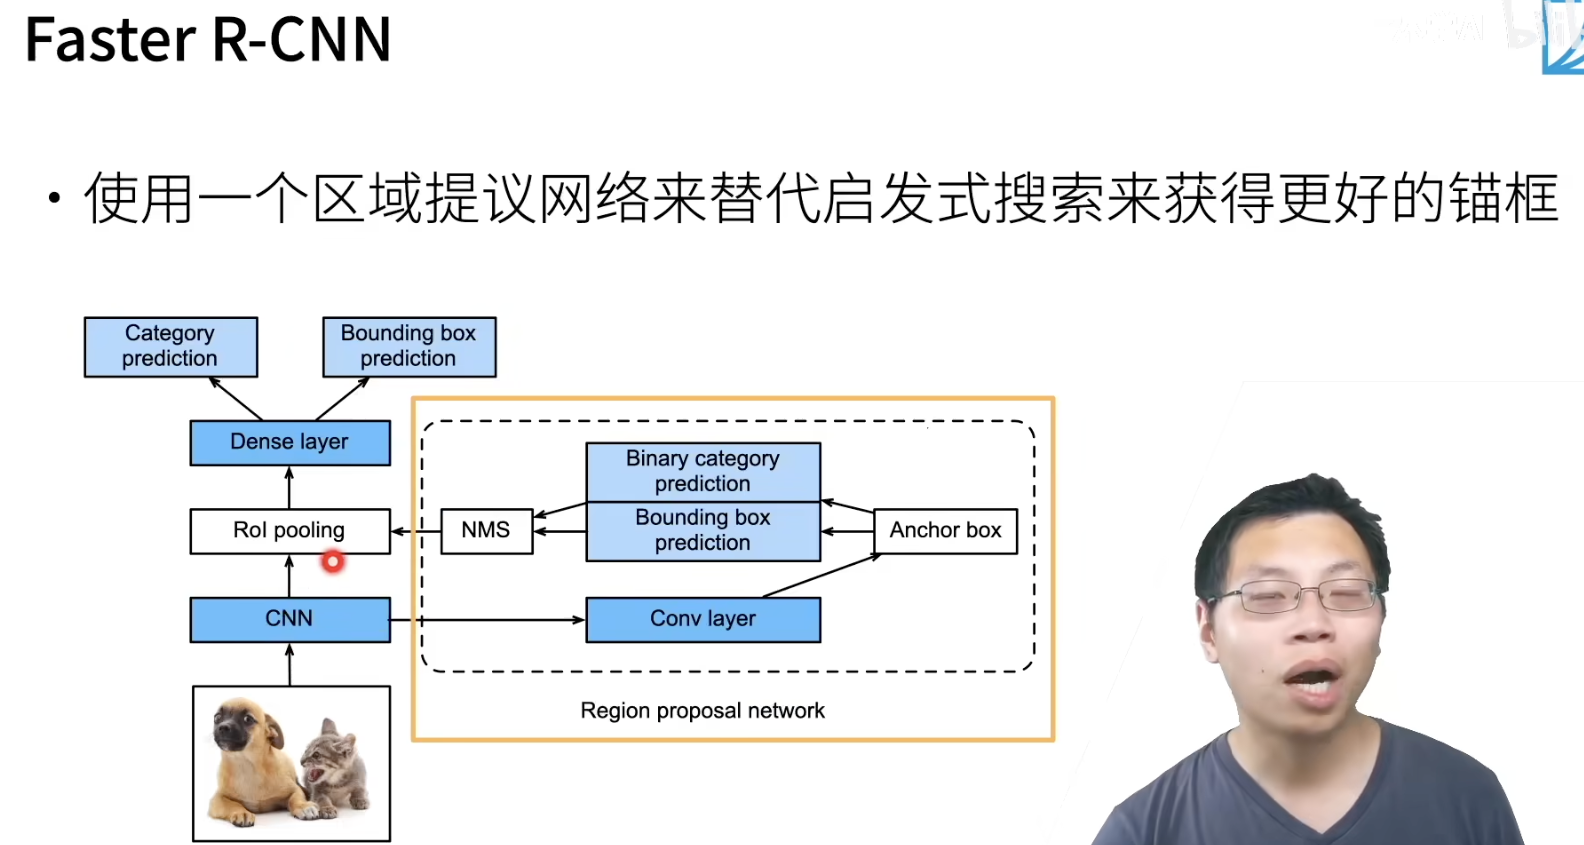 Faster R-CNN
• 使用一个区域提议网络来替代启发式搜索来获得更好的锚框
Category
prediction
Bounding box
prediction
Dense layer
RoI pooling
CNN
NMS
Binary category
prediction
Bounding box
prediction
Anchor box
Conv layer
Region proposal network